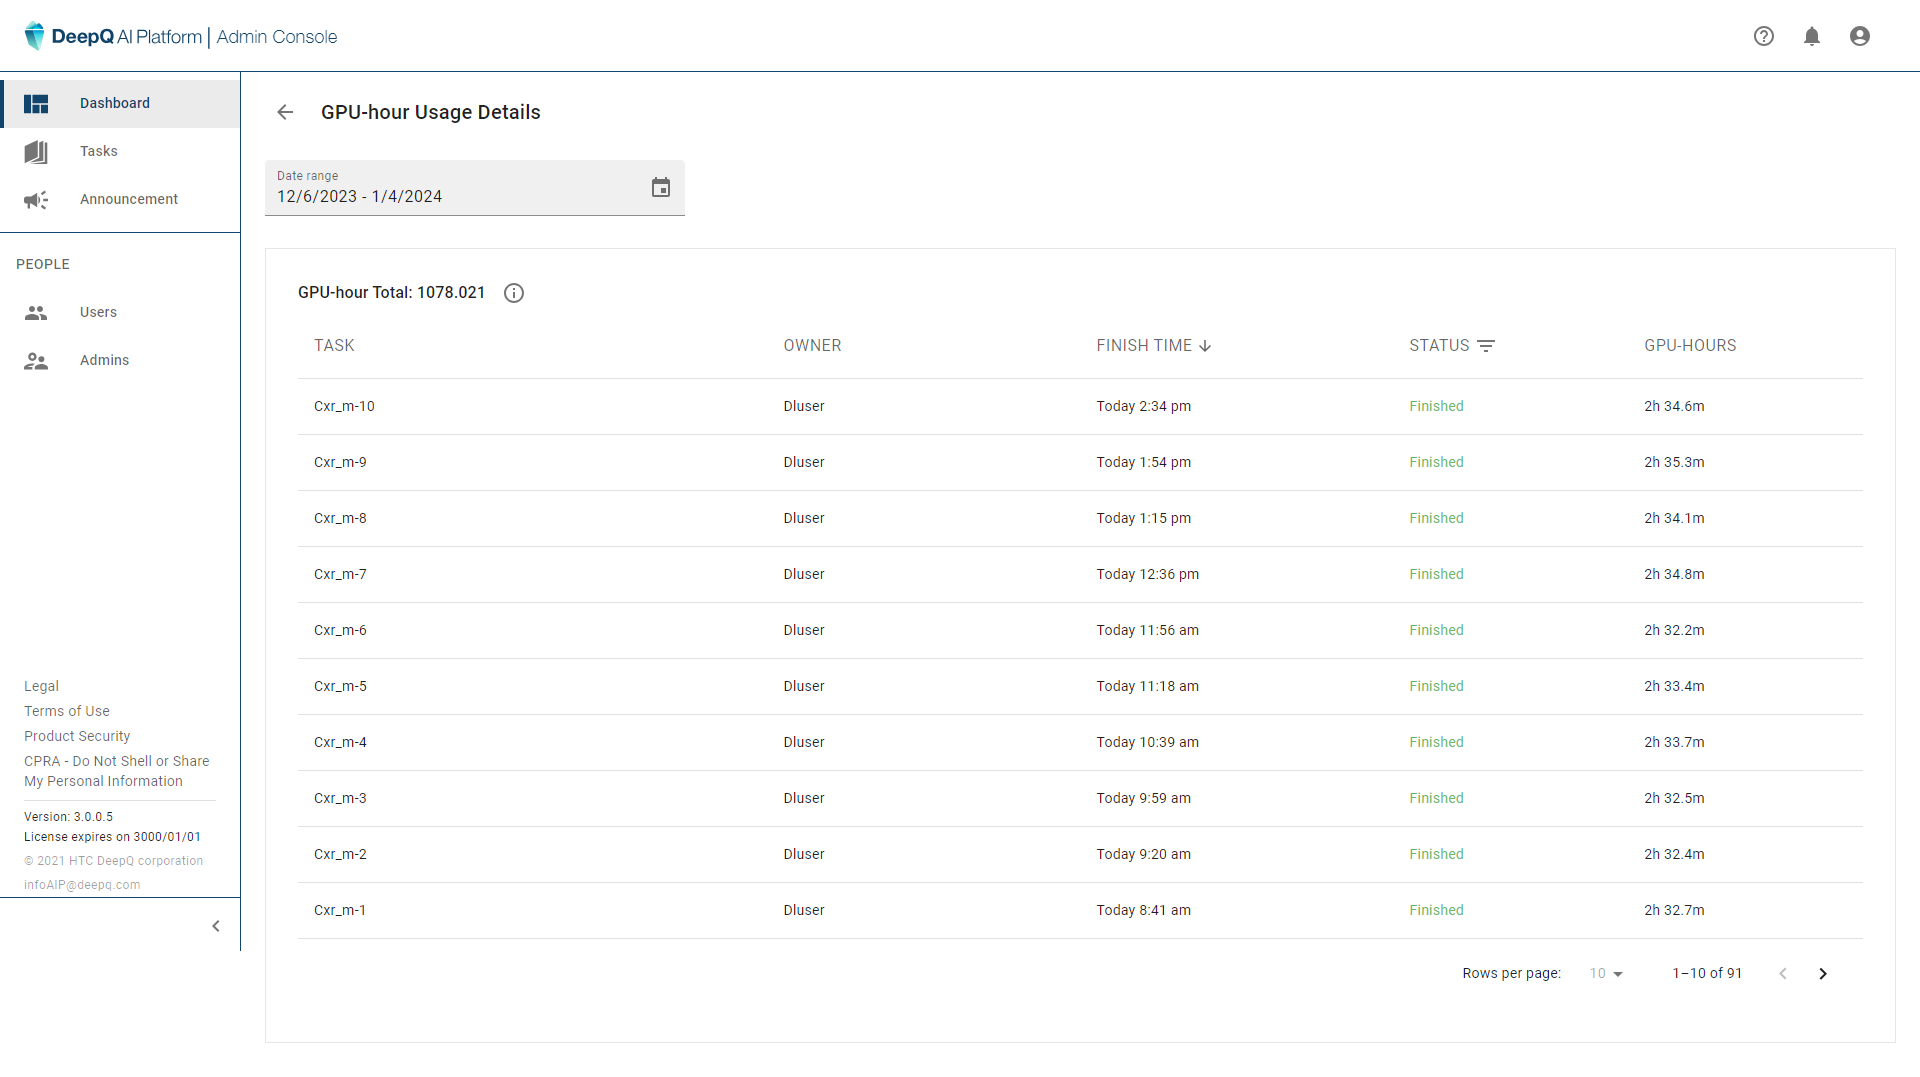 DeepQ AI Platform | Admin Console
Dashboard
Tasks
Announcement
PEOPLE
Users
Admins
Legal
Terms of Use
Product Security
CPRA - Do Not Shell or Share
My Personal Information
Version: 3.0.0.5
License expires on 3000/01/01
© 2021 HTC DeepQ corporation
infoAIP@deepq.com
GPU-hour Usage Details
Date range
12/6/2023 - 1/4/2024
GPU-hour Total: 1078.021
TASK OWNER FINISH TIME STATUS GPU-HOURS
Cxr_m-10 Dluser Today 2:34 pm Finished 2h 34.6m
Cxr_m-9 Dluser Today 1:54 pm Finished 2h 35.3m
Cxr_m-8 Dluser Today 1:15 pm Finished 2h 34.1m
Cxr_m-7 Dluser Today 12:36 pm Finished 2h 34.8m
Cxr_m-6 Dluser Today 11:56 am Finished 2h 32.2m
Cxr_m-5 Dluser Today 11:18 am Finished 2h 33.4m
Cxr_m-4 Dluser Today 10:39 am Finished 2h 33.7m
Cxr_m-3 Dluser Today 9:59 am Finished 2h 32.5m
Cxr_m-2 Dluser Today 9:20 am Finished 2h 32.4m
Cxr_m-1 Dluser Today 8:41 am Finished 2h 32.7m
Rows per page: 10 1–10 of 91